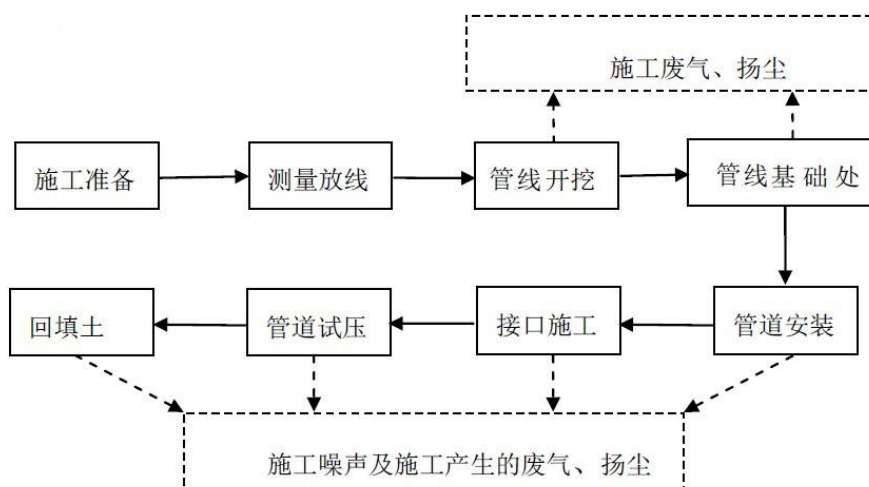 施工废气、扬尘
施工准备
测量放线
管线开挖
管线基础处
回填土
管道试压
接口施工
管道安装
施工噪声及施工产生的废气、扬尘